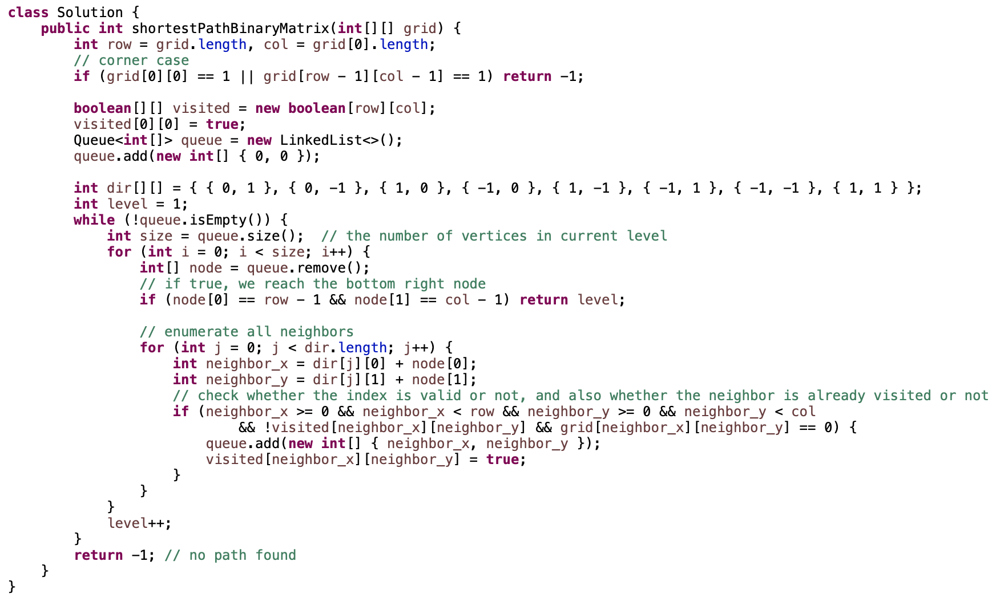 class Solution {
    public int shortestPathBinaryMatrix(int[][] grid) {
        int row = grid.length, col = grid[0].length;
        // corner case
        if (grid[0][0] == 1 || grid[row - 1][col - 1] == 1) return -1;

        boolean[][] visited = new boolean[row][col];
        visited[0][0] = true;
        Queue<int[]> queue = new LinkedList<>();
        queue.add(new int[] { 0, 0 });

        int dir[][] = { { 0, 1 }, { 0, -1 }, { 1, 0 }, { -1, 0 }, { 1, -1 }, { -1, 1 }, { -1, -1 }, { 1, 1 } };
        int level = 1;
        while (!queue.isEmpty()) {
            int size = queue.size();  // the number of vertices in current level
            for (int i = 0; i < size; i++) {
                int[] node = queue.remove();
                // if true, we reach the bottom right node
                if (node[0] == row - 1 && node[1] == col - 1) return level;

                // enumerate all neighbors
                for (int j = 0; j < dir.length; j++) {
                    int neighbor_x = dir[j][0] + node[0];
                    int neighbor_y = dir[j][1] + node[1];
                    // check whether the index is valid or not, and also whether the neighbor is already visited or not
                    if (neighbor_x >= 0 && neighbor_x < row && neighbor_y >= 0 && neighbor_y < col
                            && !visited[neighbor_x][neighbor_y] && grid[neighbor_x][neighbor_y] == 0) {
                        queue.add(new int[] { neighbor_x, neighbor_y });
                        visited[neighbor_x][neighbor_y] = true;
                    }
                }
            }
            level++;
        }
        return -1; // no path found
    }
}